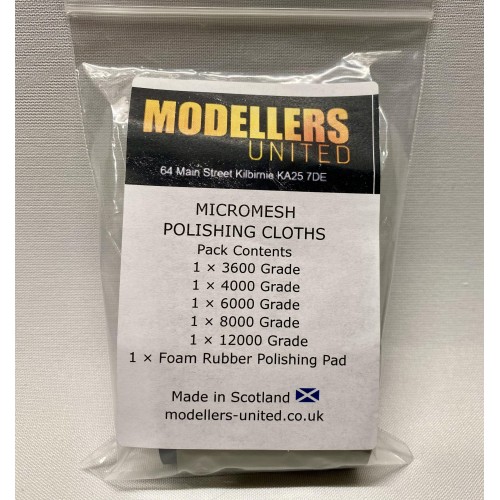 MODELLERS
UNITED
64 Main Street Kilbirnie KA25 7DE
MICROMESH
POLISHING CLOTHS
Pack Contents
1 × 3600 Grade
1 × 4000 Grade
1 × 6000 Grade
1 × 8000 Grade
1 × 12000 Grade
1 × Foam Rubber Polishing Pad
Made in Scotland
modellers-united.co.uk